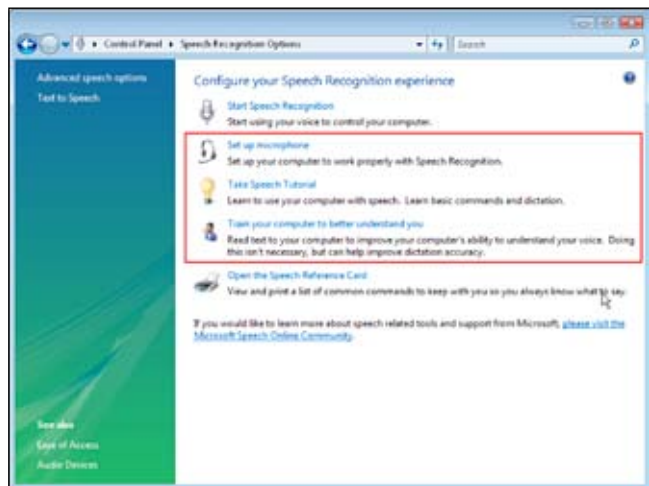 Control Panel ▸ Speech Recognition Options
Search
Advanced speech options
Text to Speech
Configure your Speech Recognition experience
Start Speech Recognition
Start using your voice to control your computer.
Set up microphone
Set up your computer to work properly with Speech Recognition.
Take Speech Tutorial
Learn to use your computer with speech. Learn basic commands and dictation.
Train your computer to better understand you
Read text to your computer to improve your computer's ability to understand your voice. Doing
this isn't necessary, but can help improve dictation accuracy.
Open the Speech Reference Card
View and print a list of common commands to keep with you so you always know what to say.
If you would like to learn more about speech related tools and support from Microsoft, please visit the
Microsoft Speech Online Community.
See also
Ease of Access
Audio Devices